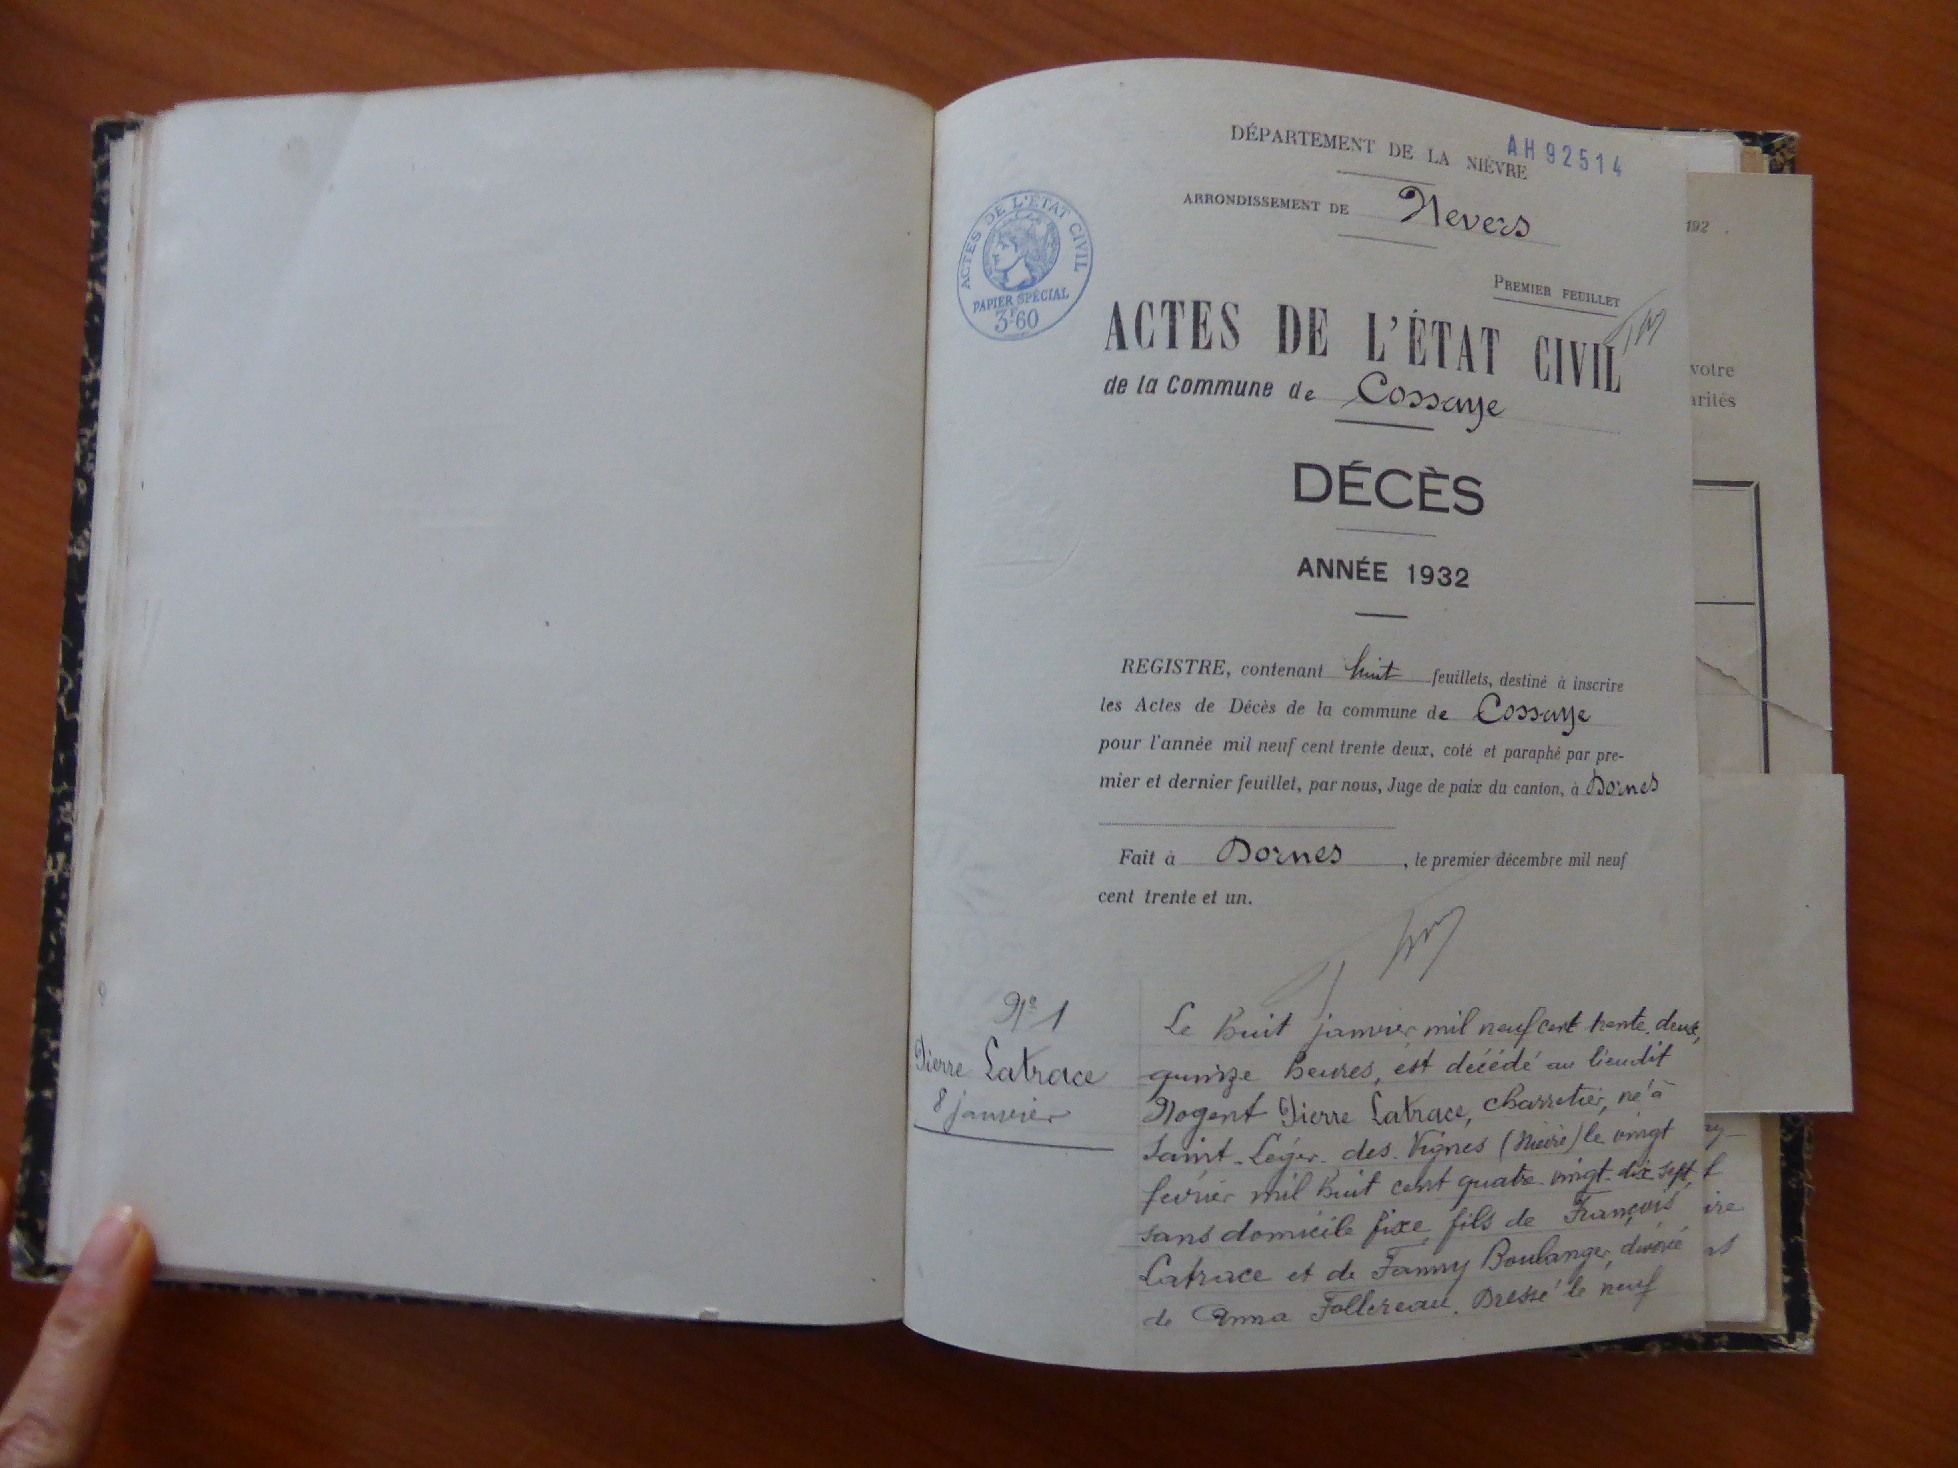 DÉPARTEMENT DE LA NIÈVRE
AH 92514
ARRONDISSEMENT DE Nevers
ACTES DE L'ÉTAT CIVIL
PAPIER SPÉCIAL
3F60
PREMIER FEUILLET
ACTES DE L'ÉTAT CIVIL
de la Commune de Cossaye
DÉCÈS
ANNÉE 1932
REGISTRE, contenant huit feuillets, destiné à inscrire
les Actes de Décès de la commune de Cossaye
pour l'année mil neuf cent trente deux, coté et paraphé par pre-
mier et dernier feuillet, par nous, Juge de paix du canton, à Dornes
Fait à Dornes, le premier décembre mil neuf
cent trente et un.
No 1
Pierre Latrace
8 janvier
Le huit janvier mil neuf cent trente-deux,
quinze heures, est décédé au lieudit
Nogent Pierre Latrace, charretier, né à
Saint-Léger-des-Vignes (Nièvre) le vingt
février mil huit cent quatre-vingt-dix-sept,
sans domicile fixe, fils de François
Latrace et de Fanny Boulanger, divorcé
de Anna Follereau. Dressé le neuf
192
votre
arités